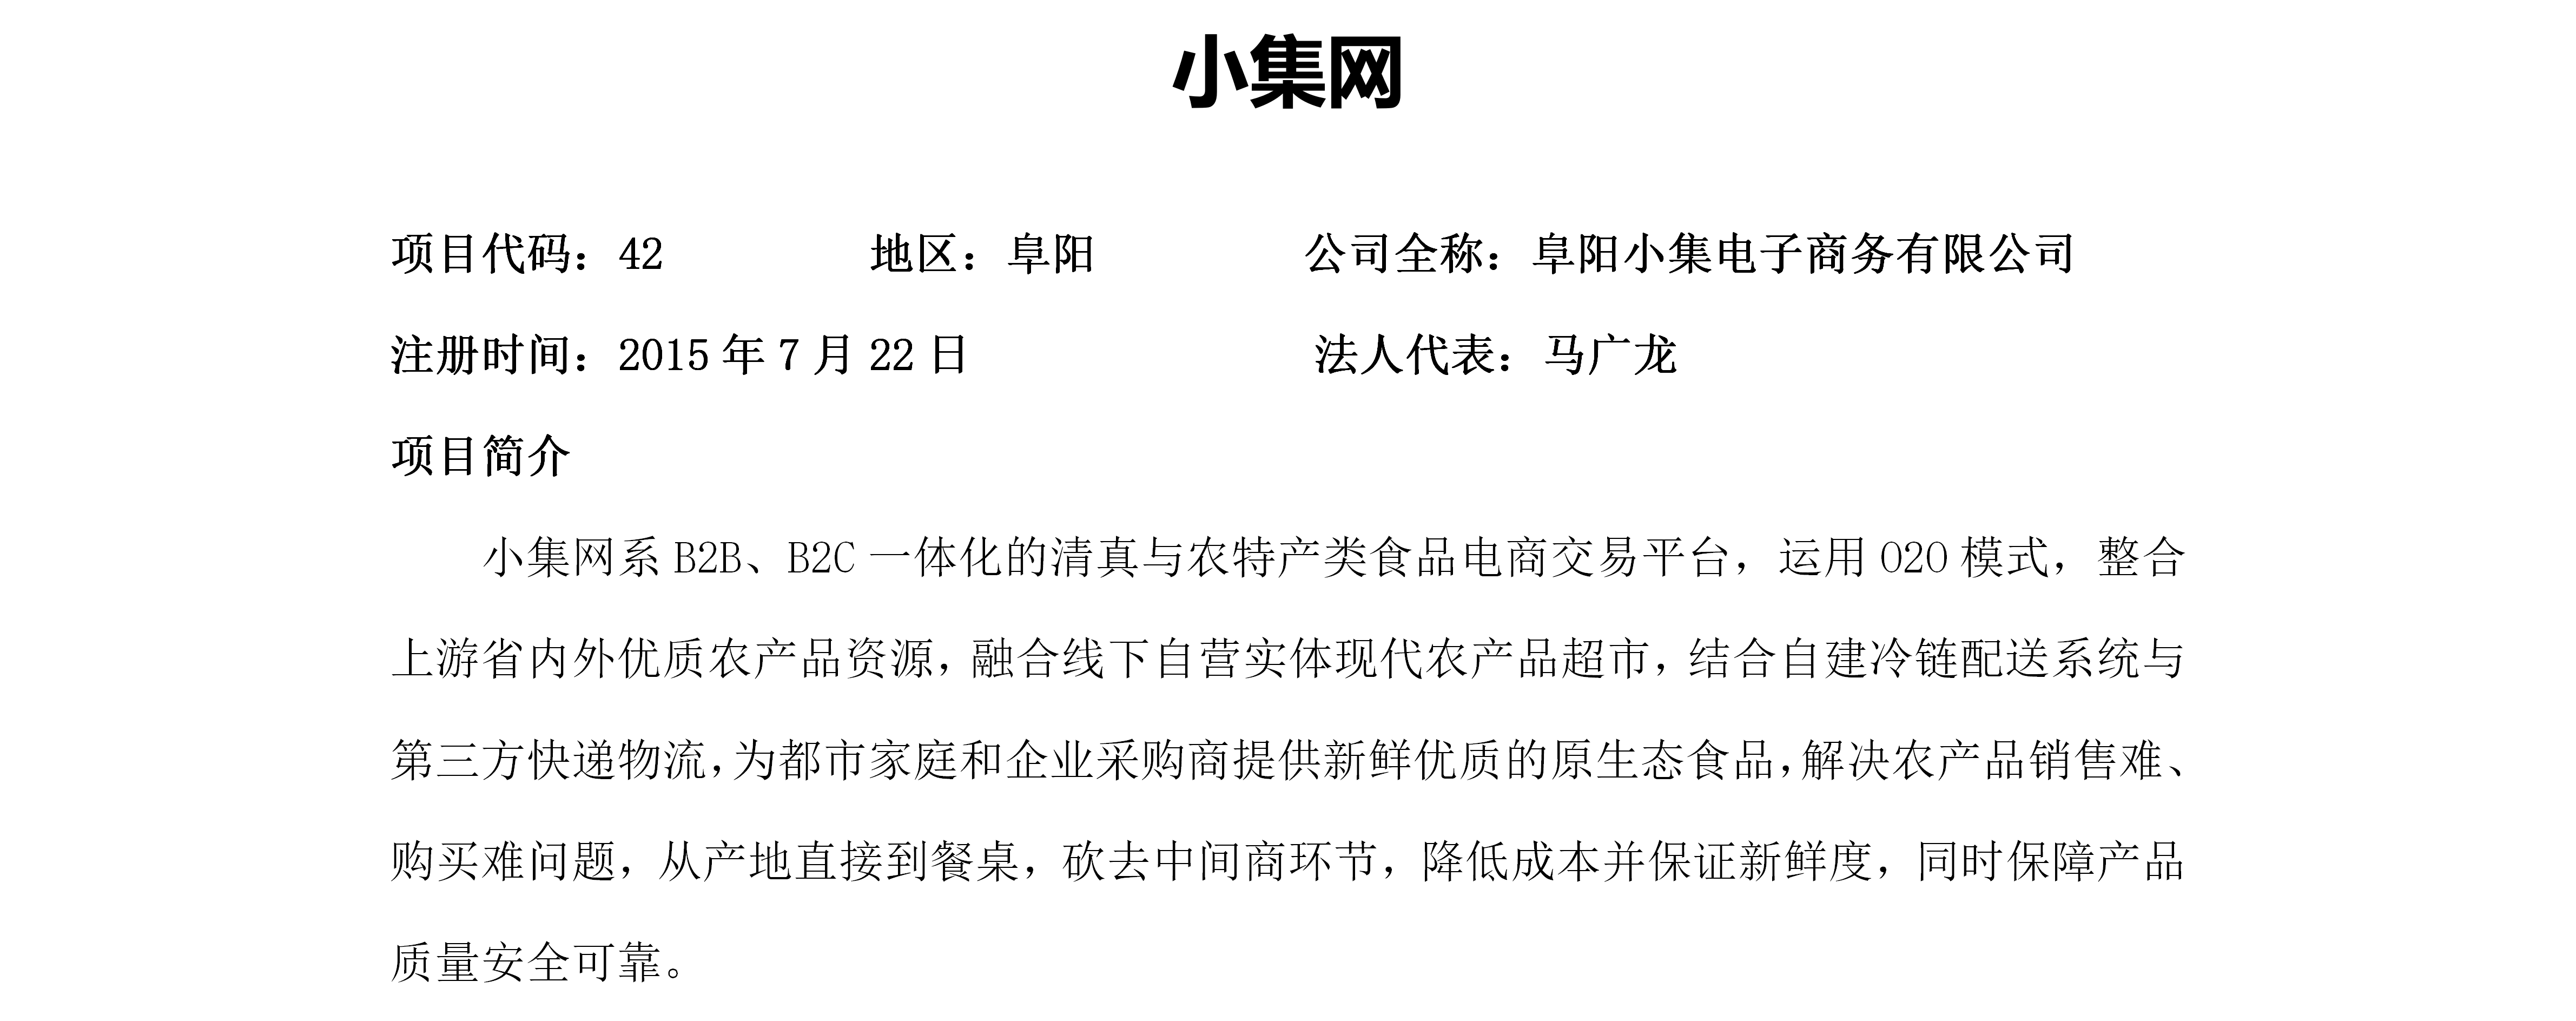 小集网
项目代码：42 地区：阜阳 公司全称：阜阳小集电子商务有限公司
注册时间：2015 年 7 月 22 日 法人代表：马广龙
项目简介
小集网系 B2B、B2C 一体化的清真与农特产类食品电商交易平台，运用 O2O 模式，整合
上游省内外优质农产品资源，融合线下自营实体现代农产品超市，结合自建冷链配送系统与
第三方快递物流，为都市家庭和企业采购商提供新鲜优质的原生态食品，解决农产品销售难、
购买难问题，从产地直接到餐桌，砍去中间商环节，降低成本并保证新鲜度，同时保障产品
质量安全可靠。